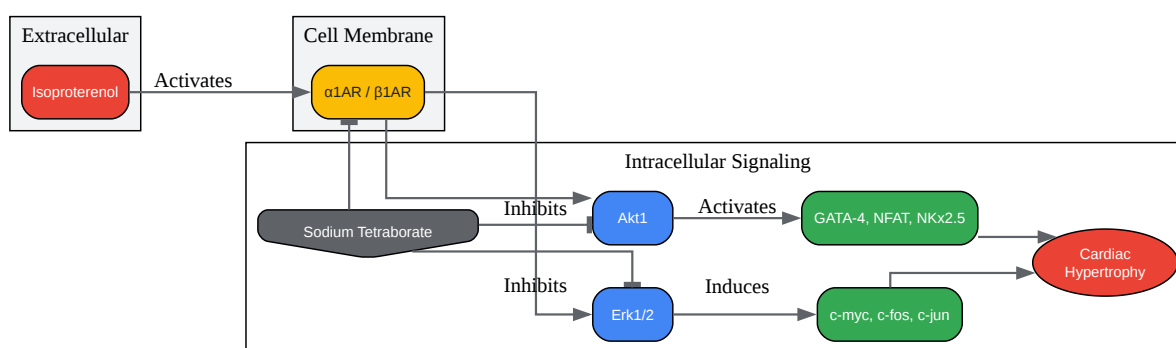 Extracellular
Cell Membrane
Isoproterenol
Activates
α1AR / β1AR
Intracellular Signaling
Sodium Tetraborate
Inhibits
Akt1
Activates
GATA-4, NFAT, NKx2.5
Cardiac
Hypertrophy
Inhibits
Erk1/2
Induces
c-myc, c-fos, c-jun